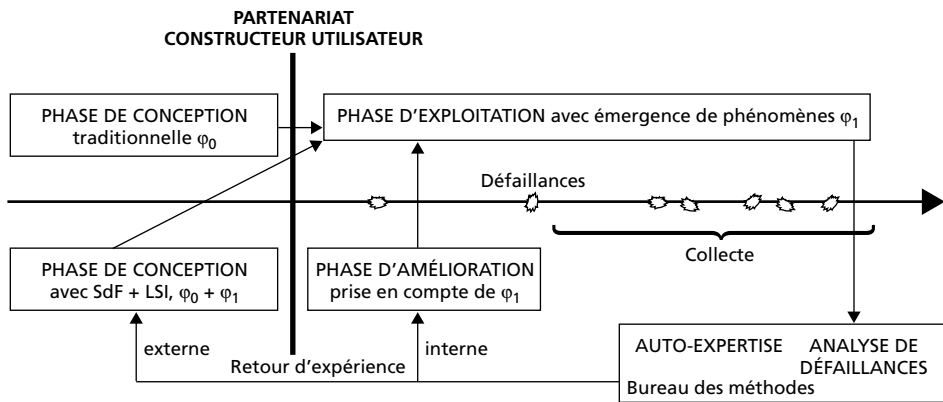 PARTENARIAT
CONSTRUCTEUR UTILISATEUR
PHASE DE CONCEPTION
traditionnelle φ0
PHASE D'EXPLOITATION avec émergence de phénomènes φ1
Défaillances
Collecte
PHASE DE CONCEPTION
avec SdF + LSI, φ0 + φ1
PHASE D'AMÉLIORATION
prise en compte de φ1
externe
Retour d'expérience
interne
AUTO-EXPERTISE
ANALYSE DE
DÉFAILLANCES
Bureau des méthodes